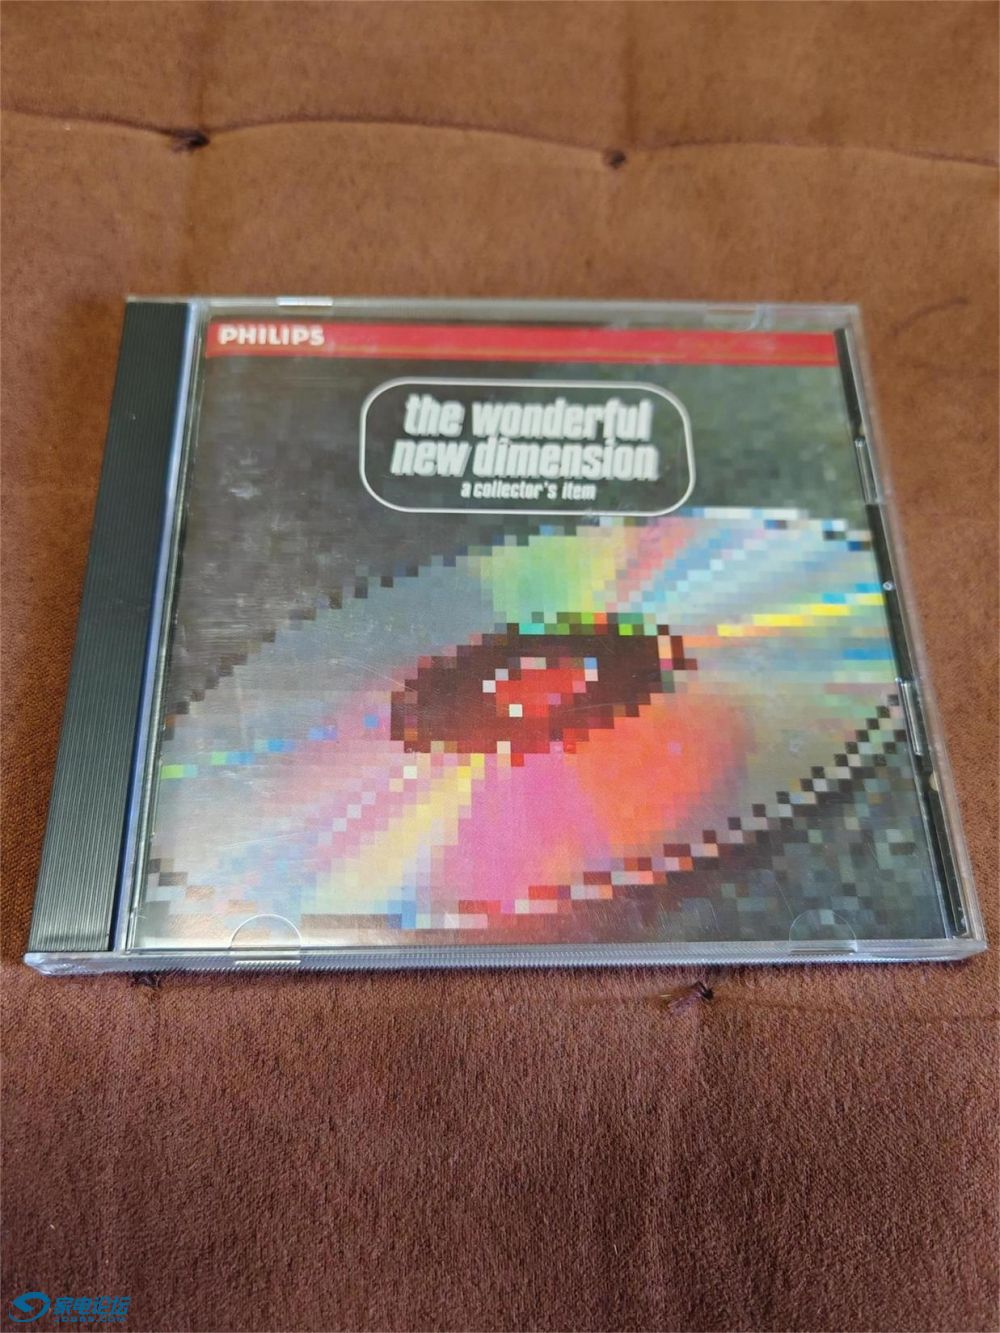 PHILIPS
the wonderful
new dimension
a collector's item
家电论坛